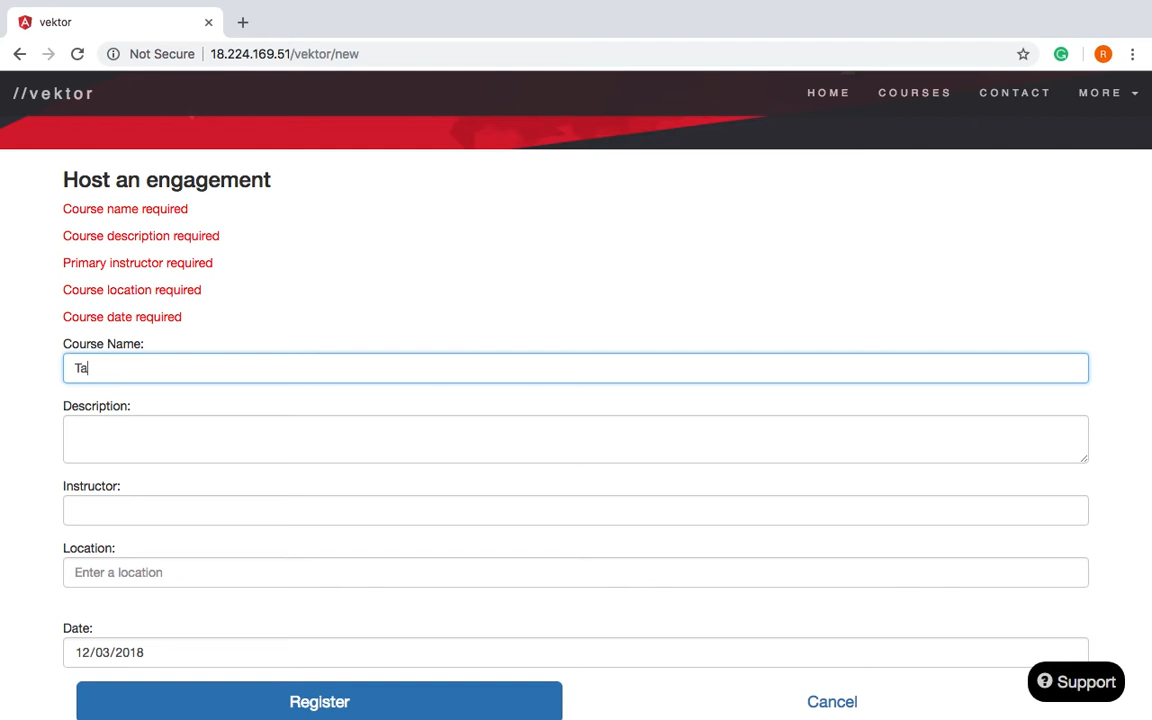 vektor
Not Secure 18.224.169.51/vektor/new
R
//vektor HOME COURSES CONTACT MORE
Host an engagement
Course name required
Course description required
Primary instructor required
Course location required
Course date required
Course Name:
Ta
Description:
Instructor:
Location:
Enter a location
Date:
12/03/2018
Support
Register Cancel